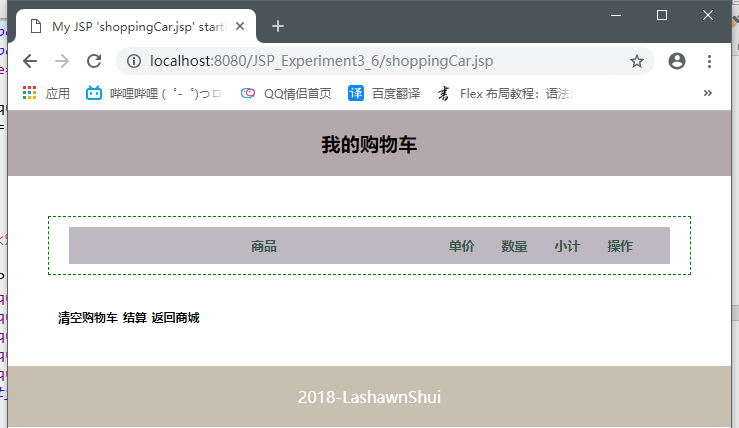 My JSP 'shoppingCar.jsp' starti
localhost:8080/JSP_Experiment3_6/shoppingCar.jsp
应用 哔哩哔哩 ( ゜- ゜)つロ QQ情侣首页 译 百度翻译 书 Flex 布局教程：语法
我的购物车
商品 单价 数量 小计 操作
清空购物车 结算 返回商城
2018-LashawnShui